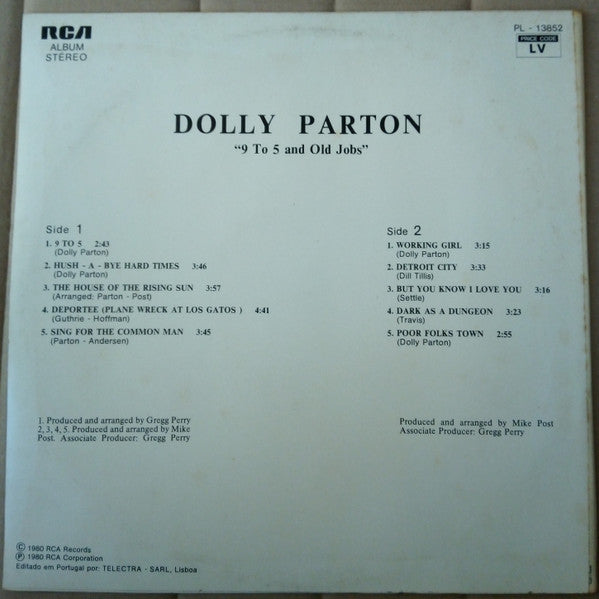 RCA
ALBUM
STÉREO
PL - 13852
PRICE CODE
LV
DOLLY PARTON
"9 To 5 and Old Jobs"
Side 1
1. 9 TO 5 2:43
(Dolly Parton)
2. HUSH - A - BYE HARD TIMES 3:46
(Dolly Parton)
3. THE HOUSE OF THE RISING SUN 3:57
(Arranged: Parton - Post)
4. DEPORTEE (PLANE WRECK AT LOS GATOS ) 4:41
(Guthrie - Hoffman)
5. SING FOR THE COMMON MAN 3:45
(Parton - Andersen)
1. Produced and arranged by Gregg Perry
2, 3, 4, 5. Produced and arranged by Mike
Post. Associate Producer: Gregg Perry
Side 2
1. WORKING GIRL 3:15
(Dolly Parton)
2. DETROIT CITY 3:33
(Dill Tillis)
3. BUT YOU KNOW I LOVE YOU 3:16
(Settle)
4. DARK AS A DUNGEON 3:23
(Travis)
5. POOR FOLKS TOWN 2:55
(Dolly Parton)
Produced and arranged by Mike Post
Associate Producer: Gregg Perry
© 1980 RCA Records
℗ 1980 RCA Corporation
Editado em Portugal por: TELECTRA - SARL, Lisboa